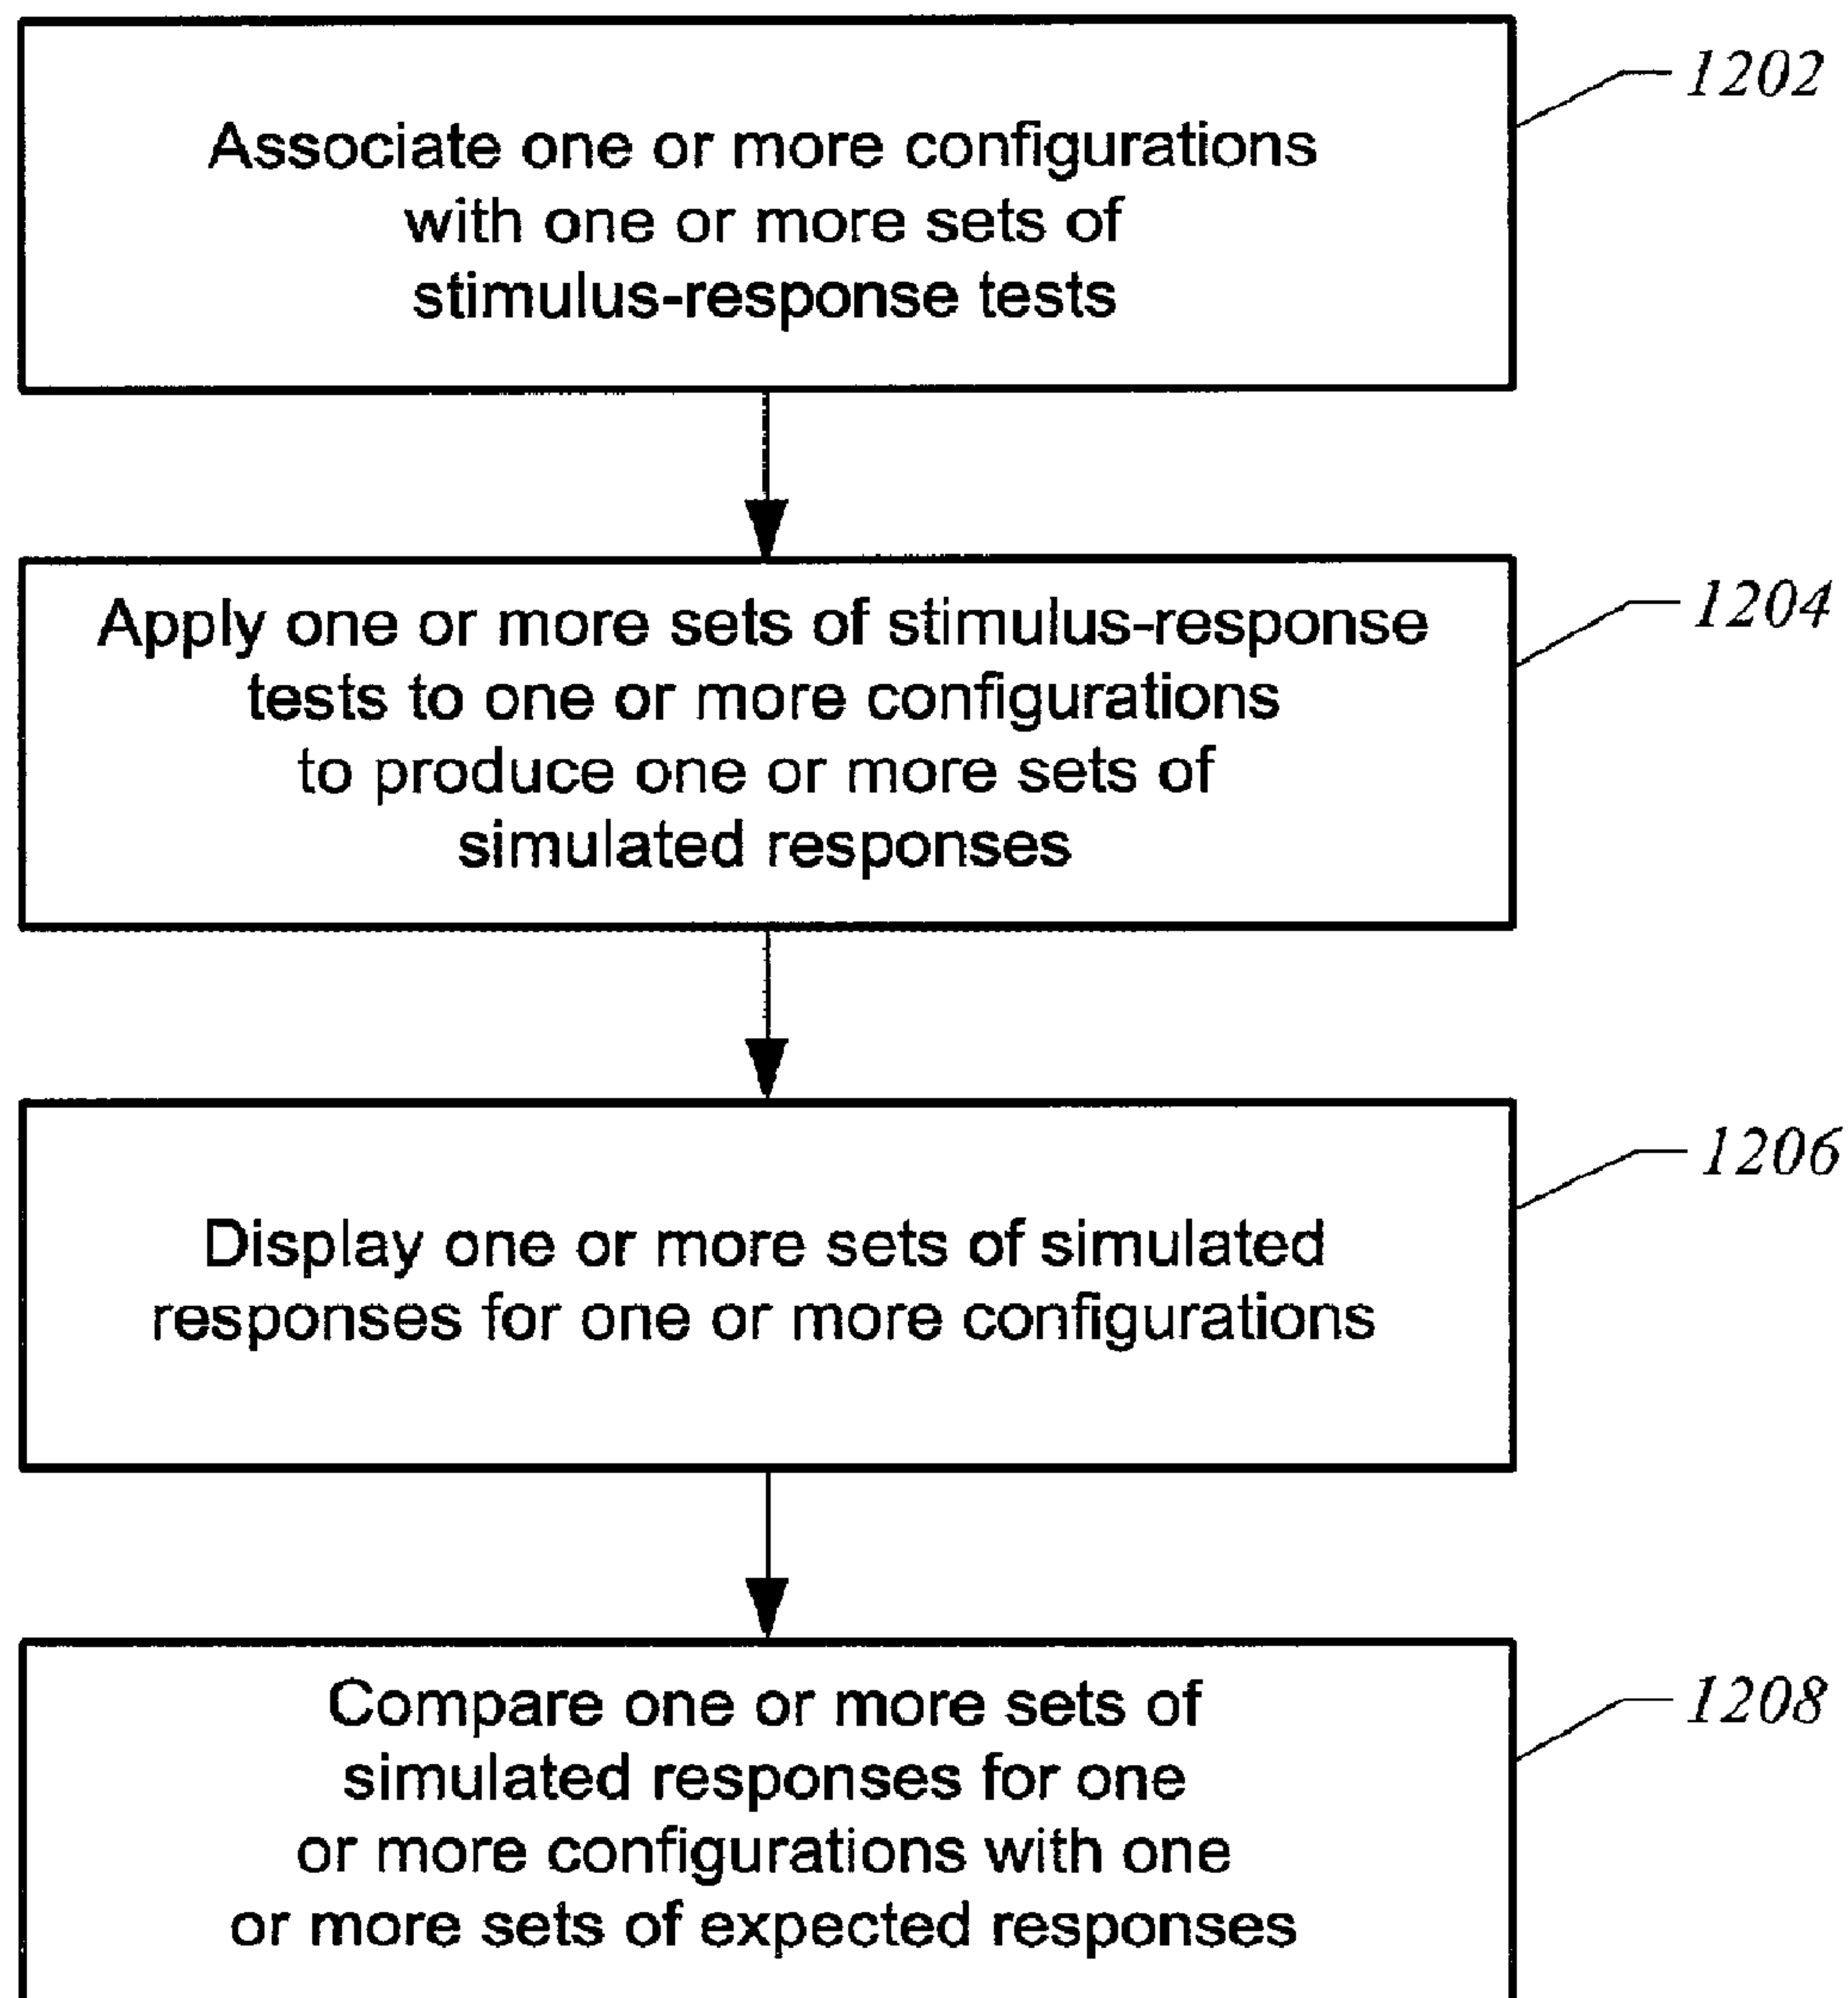 1202
Associate one or more configurations
with one or more sets of
stimulus-response tests
1204
Apply one or more sets of stimulus-response
tests to one or more configurations
to produce one or more sets of
simulated responses
1206
Display one or more sets of simulated
responses for one or more configurations
1208
Compare one or more sets of
simulated responses for one
or more configurations with one
or more sets of expected responses